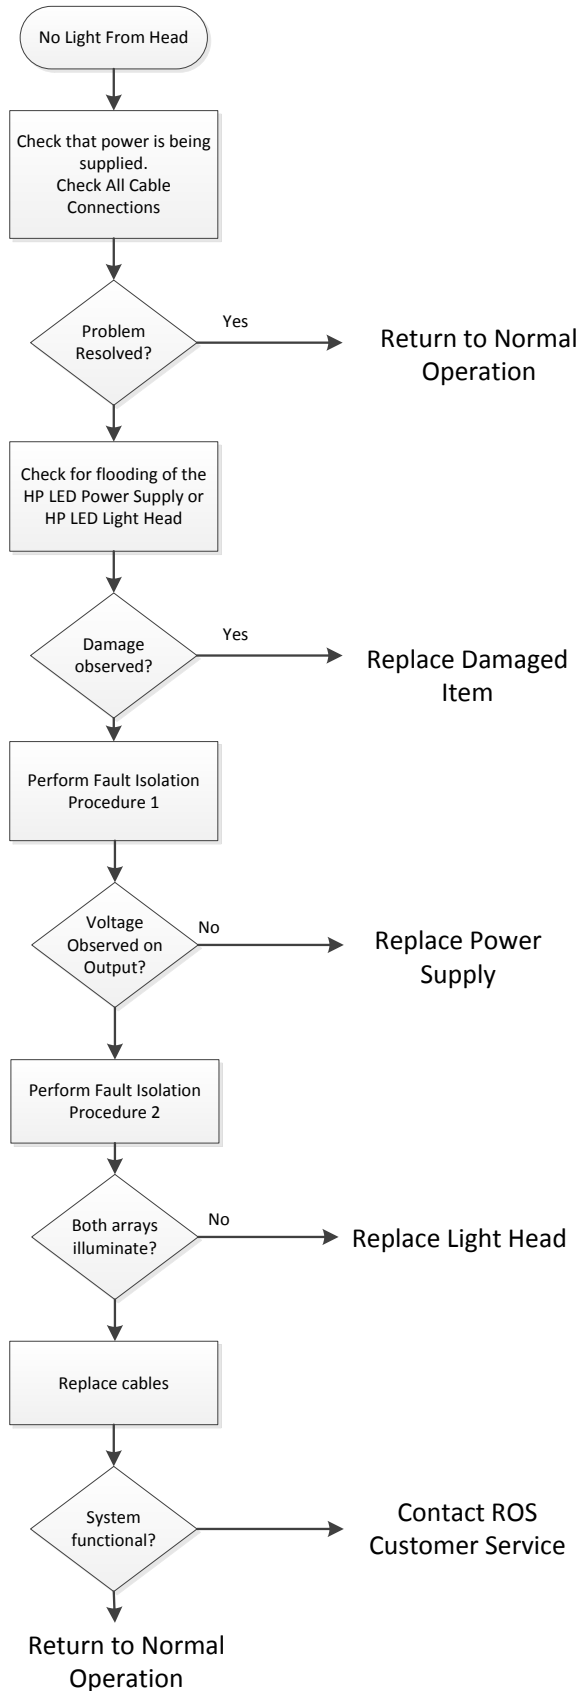 No Light From Head
Check that power is being
supplied.
Check All Cable
Connections
Problem
Resolved?
Yes
Return to Normal
Operation
Check for flooding of the
HP LED Power Supply or
HP LED Light Head
Damage
observed?
Yes
Replace Damaged
Item
Perform Fault Isolation
Procedure 1
Voltage
Observed on
Output?
No
Replace Power
Supply
Perform Fault Isolation
Procedure 2
Both arrays
illuminate?
No
Replace Light Head
Replace cables
System
functional?
Contact ROS
Customer Service
Return to Normal
Operation